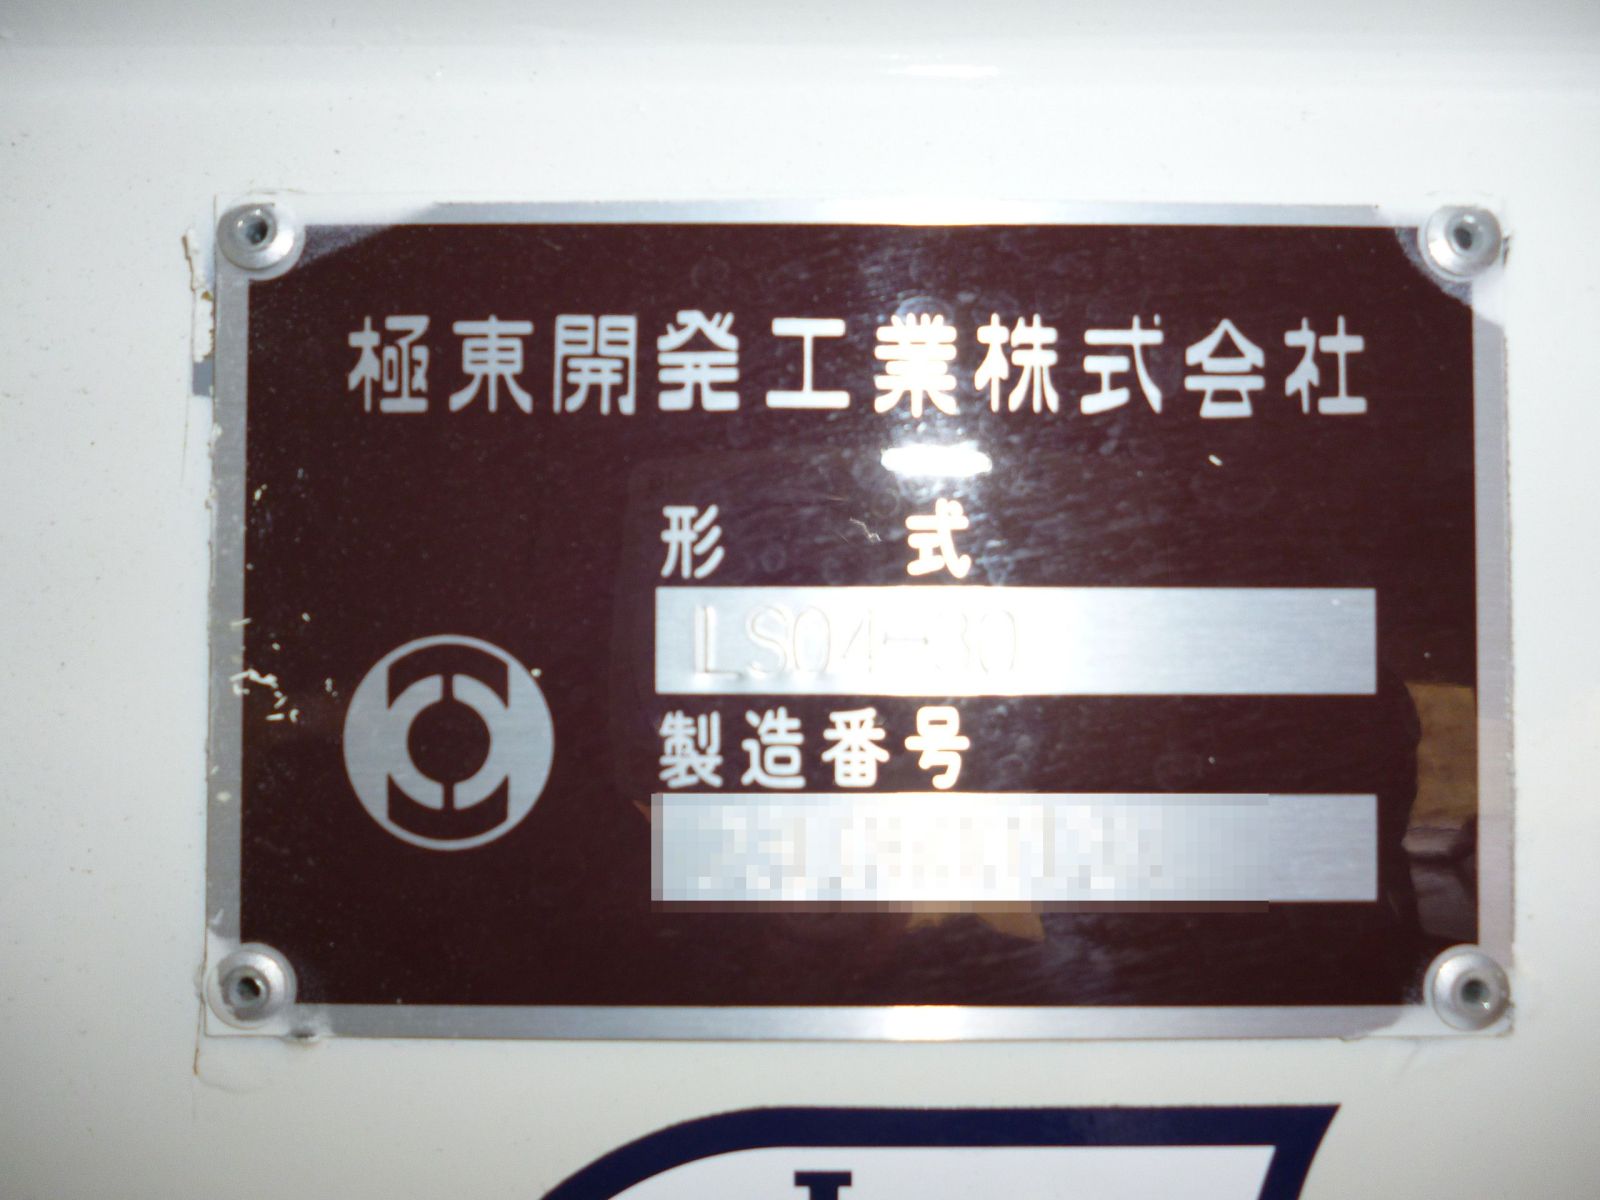 極東開発工業株式会社
形 式
LS04-30
製造番号